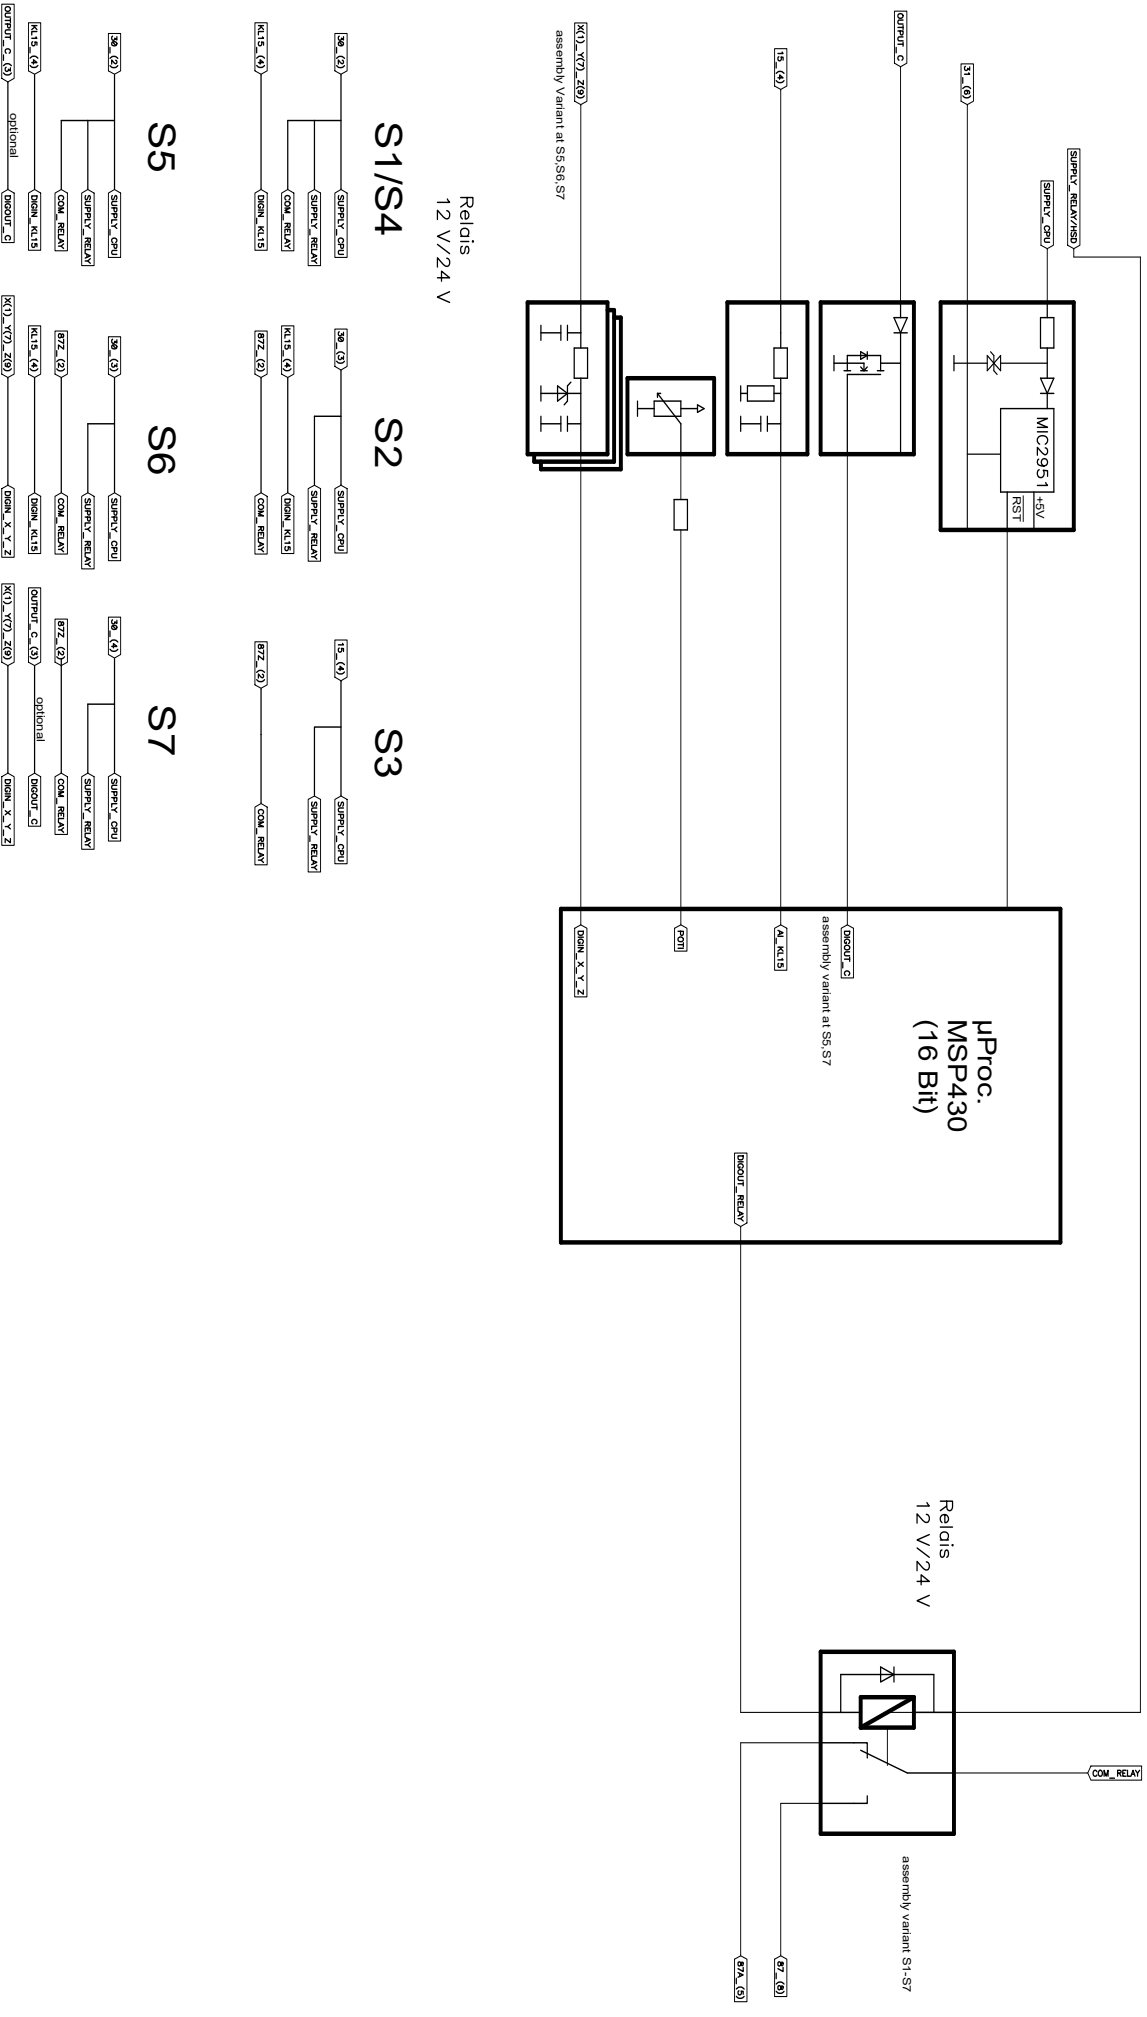 SUPPLY_RELAY/HSD
SUPPLY_CPU
31_(6)
MIC2951
+5V
RST
OUTPUT_C
15_(4)
X(1)_Y(7)_Z(9)
assembly Variant at S5,S6,S7
µProc.
MSP430
(16 Bit)
DIGOUT_C
assembly variant at S5,S7
AI_KL15
POTI
DIGIN_X_Y_Z
DIGOUT_RELAY
Relais
12 V/24 V
COM_RELAY
assembly variant S1-S7
87_(8)
87A_(5)
Relais
12 V/24 V
S1/S4
30_(2)
SUPPLY_CPU
SUPPLY_RELAY
COM_RELAY
KL15_(4)
DIGIN_KL15
S2
30_(3)
SUPPLY_CPU
SUPPLY_RELAY
KL15_(4)
DIGIN_KL15
87Z_(2)
COM_RELAY
S3
15_(4)
SUPPLY_CPU
SUPPLY_RELAY
87Z_(2)
COM_RELAY
S5
30_(2)
SUPPLY_CPU
SUPPLY_RELAY
COM_RELAY
KL15_(4)
DIGIN_KL15
OUTPUT_C_(3)
optional
DIGOUT_C
S6
30_(3)
SUPPLY_CPU
SUPPLY_RELAY
87Z_(2)
COM_RELAY
KL15_(4)
DIGIN_KL15
X(1)_Y(7)_Z(9)
DIGIN_X_Y_Z
S7
30_(4)
SUPPLY_CPU
SUPPLY_RELAY
87Z_(2)
COM_RELAY
OUTPUT_C_(3)
optional
DIGOUT_C
X(1)_Y(7)_Z(9)
DIGIN_X_Y_Z